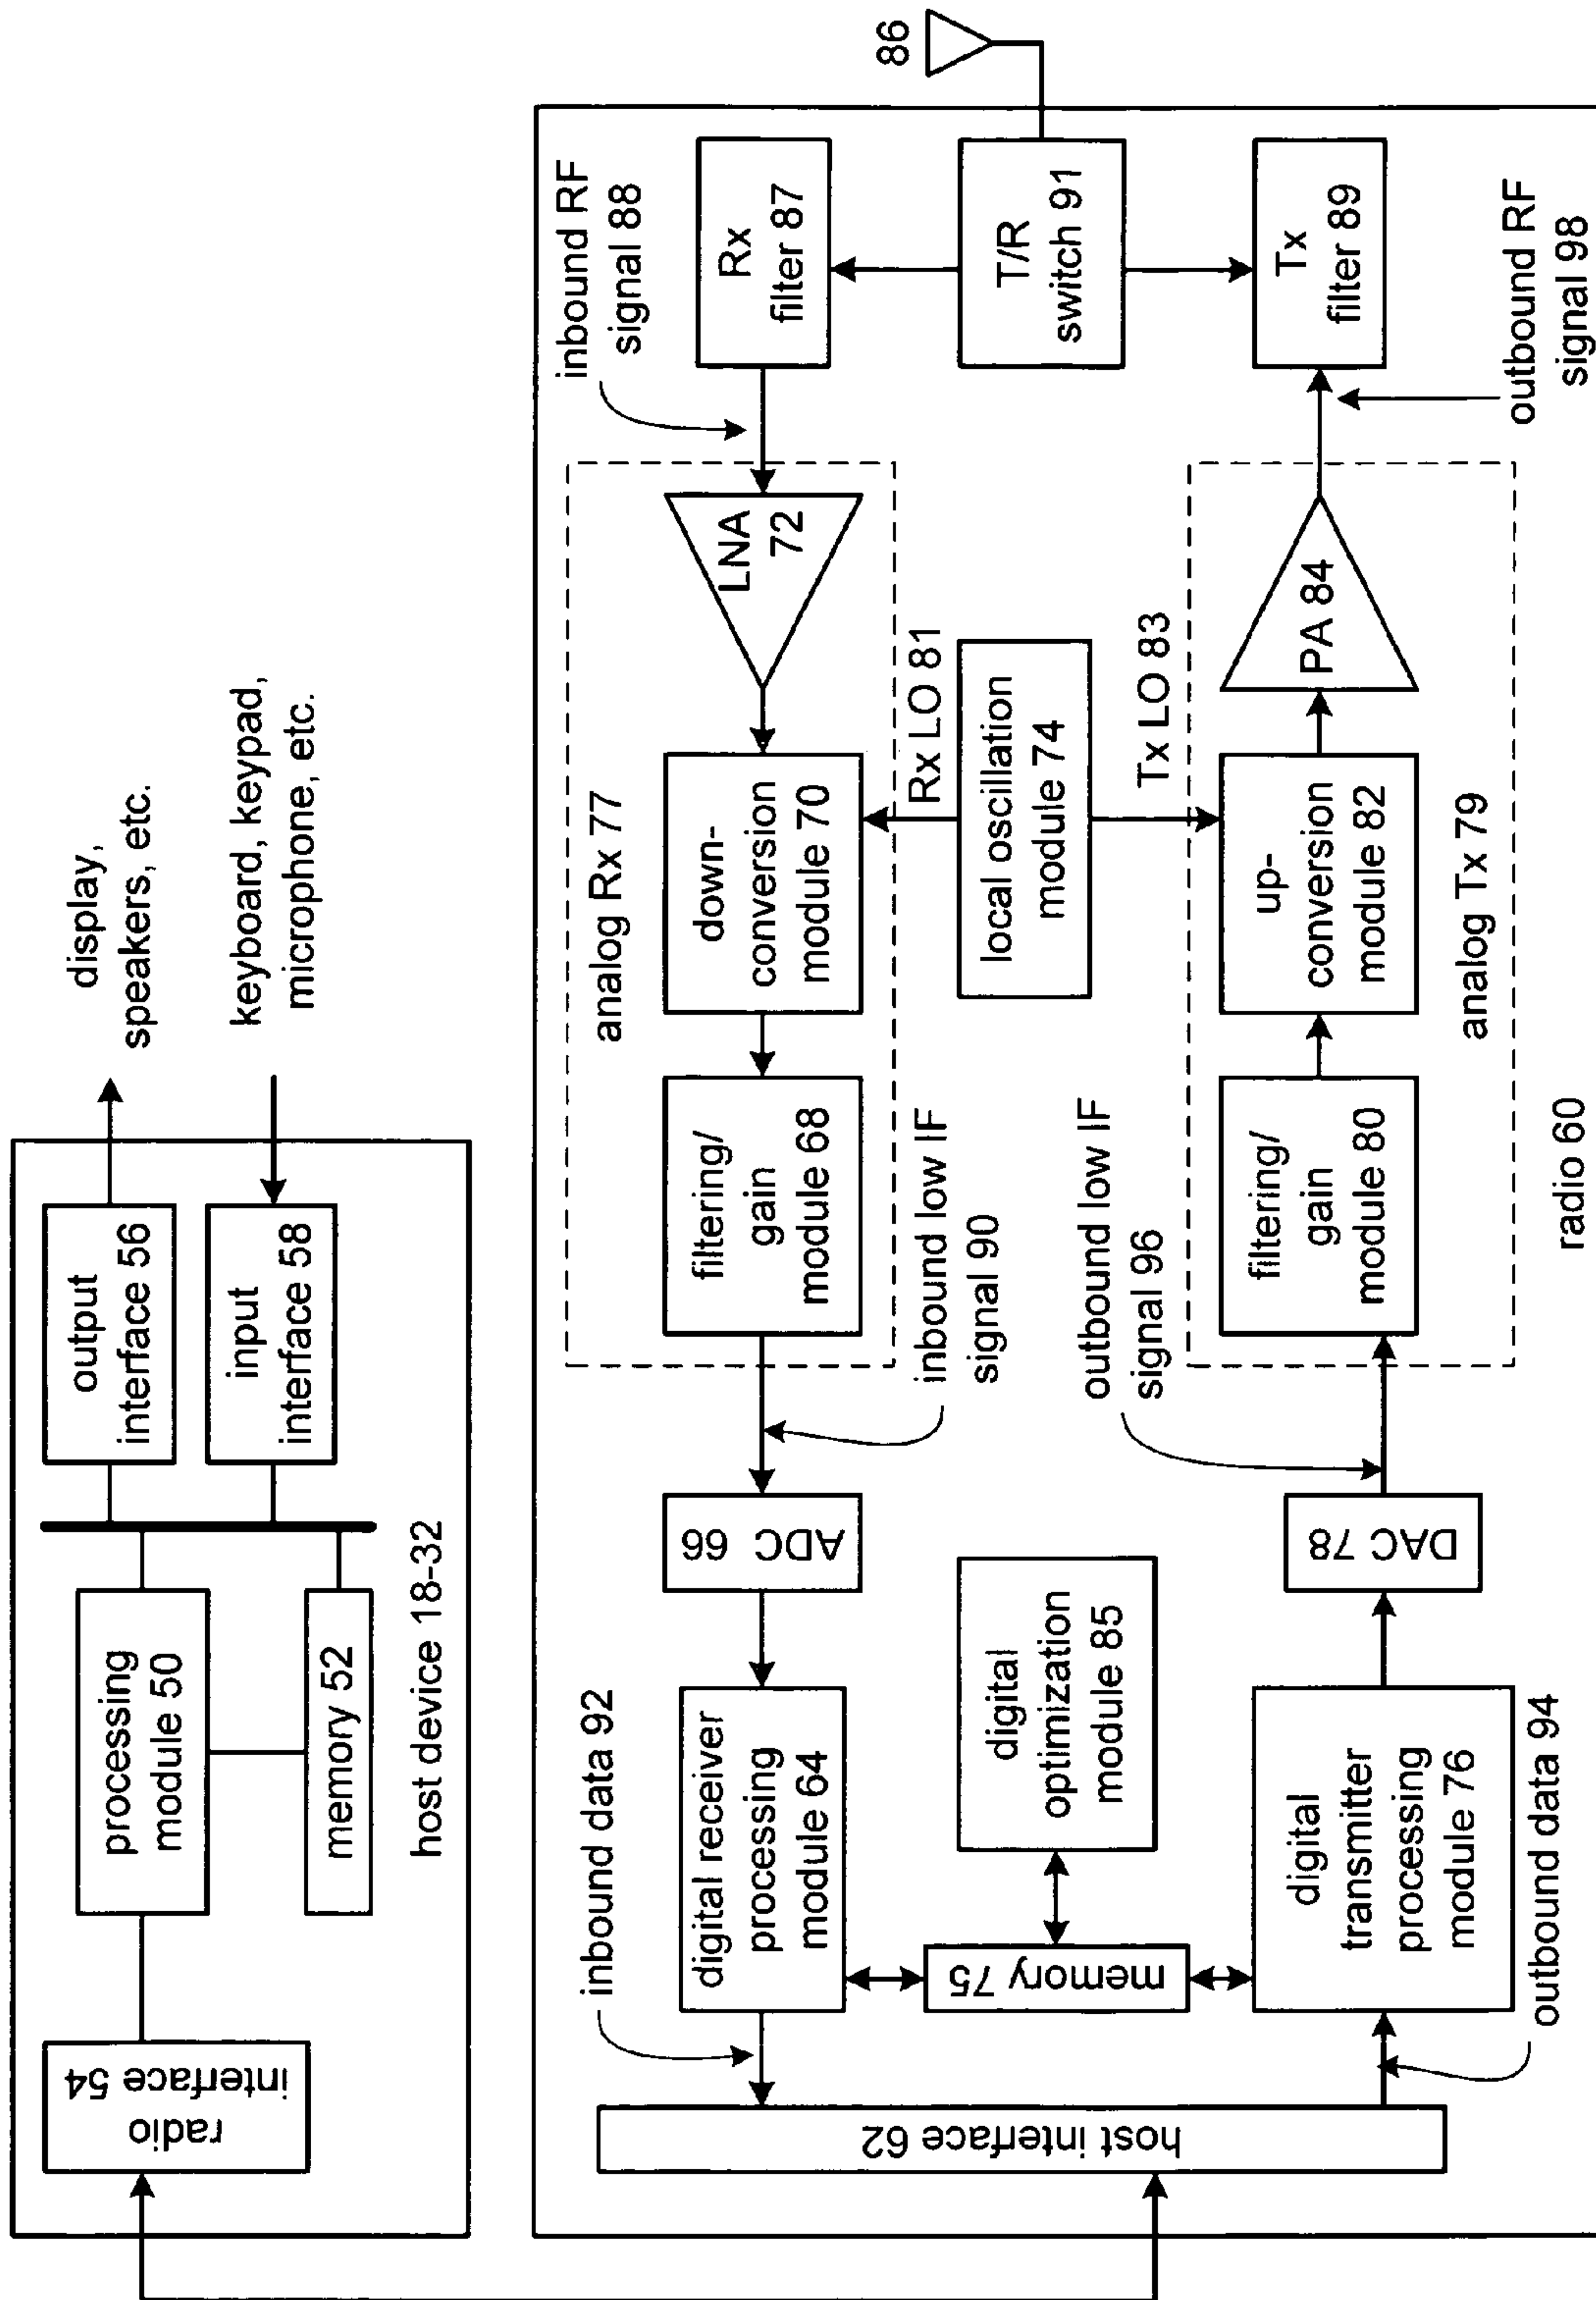 radio
interface 54
processing
module 50
memory 52
output
interface 56
input
interface 58
display,
speakers, etc.
keyboard, keypad,
microphone, etc.
host device 18-32
host interface 62
inbound data 92
digital receiver
processing
module 64
ADC 66
inbound low IF
signal 90
analog Rx 77
filtering/
gain
module 68
down-
conversion
module 70
LNA
72
inbound RF
signal 88
Rx
filter 87
86
memory 75
digital
optimization
module 85
Rx LO 81
local oscillation
module 74
Tx LO 83
T/R
switch 91
digital
transmitter
processing
module 76
outbound data 94
DAC 78
outbound low IF
signal 96
filtering/
gain
module 80
up-
conversion
module 82
PA 84
analog Tx 79
Tx
filter 89
outbound RF
signal 98
radio 60